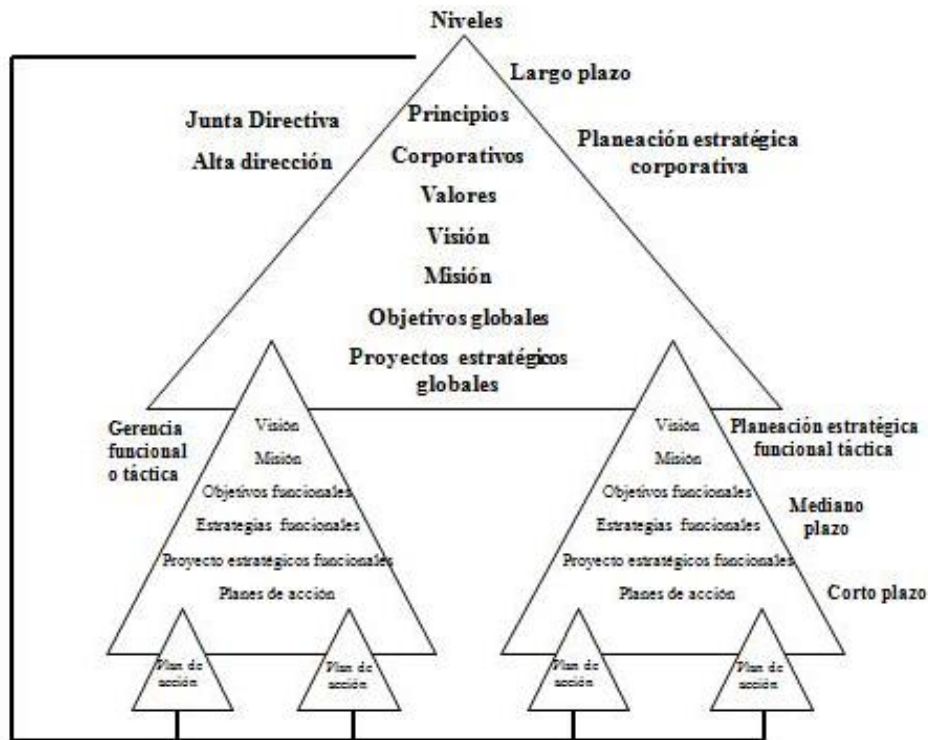 Niveles
Largo plazo
Junta Directiva
Alta dirección
Principios
Corporativos
Valores
Visión
Misión
Objetivos globales
Proyectos estratégicos
globales
Planeación estratégica
corporativa
Gerencia
funcional
o táctica
Visión
Misión
Objetivos funcionales
Estrategias funcionales
Proyecto estratégicos funcionales
Planes de acción
Visión
Misión
Objetivos funcionales
Estrategias funcionales
Proyecto estratégicos funcionales
Planes de acción
Planeación estratégica
funcional táctica
Mediano
plazo
Corto plazo
Plan de
acción
Plan de
acción
Plan de
acción
Plan de
acción